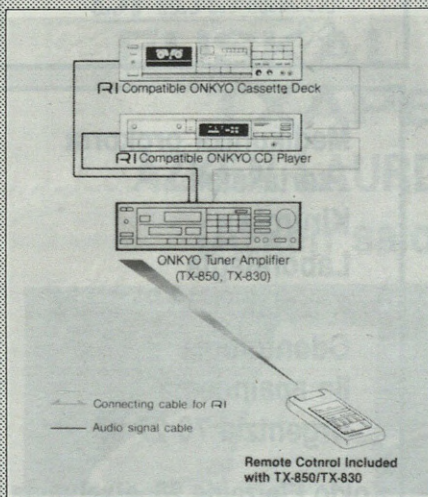 RI Compatible ONKYO Cassette Deck
RI Compatible ONKYO CD Player
ONKYO Tuner Amplifier
(TX-850, TX-830)
Connecting cable for RI
Audio signal cable
Remote Cotnrol Included
with TX-850/TX-830